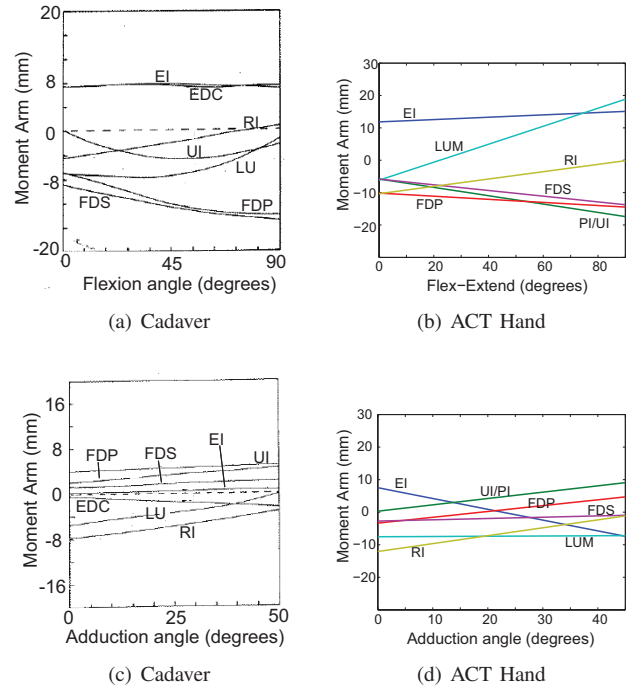 Moment Arm (mm)
20
8
0
-8
-20
EI
EDC
RI
UI
LU
FDS
FDP
0
45
90
Flexion angle (degrees)
(a) Cadaver
Moment Arm (mm)
30
20
10
0
−10
−20
EI
LUM
RI
FDS
FDP
PI/UI
0
20
40
60
80
Flex−Extend (degrees)
(b) ACT Hand
Moment Arm (mm)
16
8
0
-8
-16
FDP
FDS
EI
UI
EDC
LU
RI
0
25
50
Adduction angle (degrees)
(c) Cadaver
Moment Arm (mm)
30
20
10
0
−10
−20
EI
UI/PI
FDP
FDS
RI
LUM
0
10
20
30
40
Adduction angle (degrees)
(d) ACT Hand